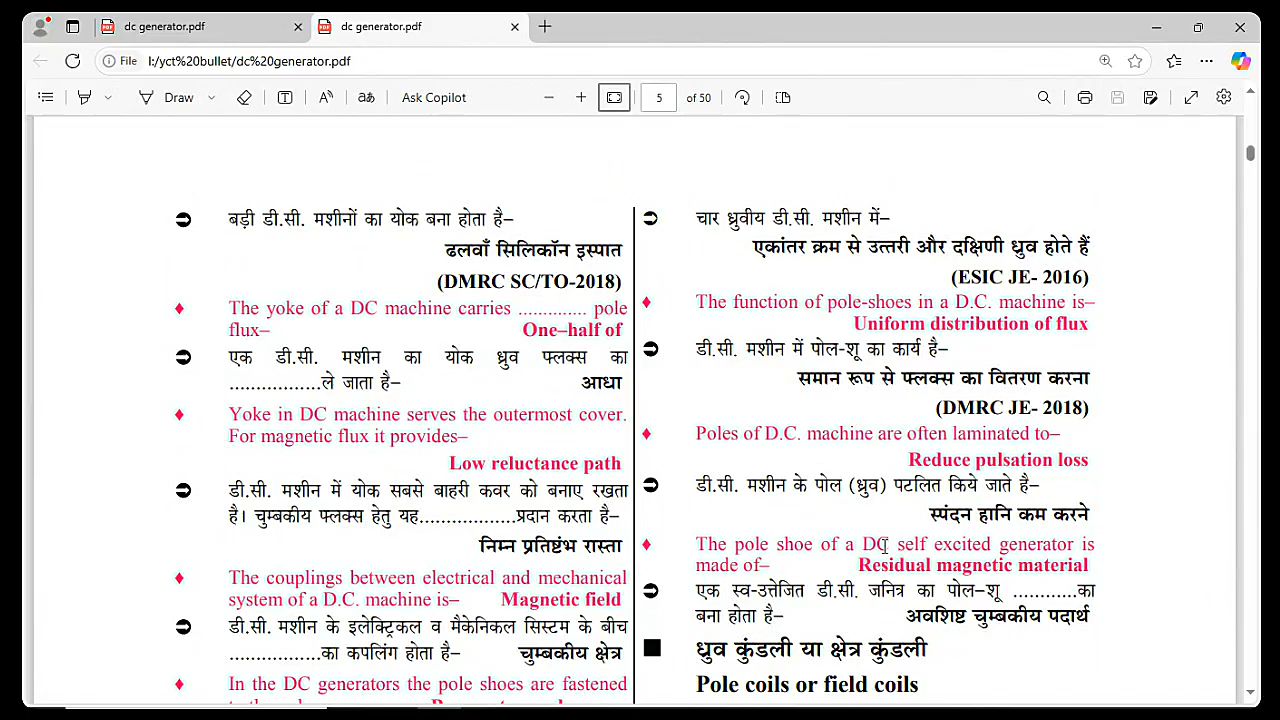 dc generator.pdf
dc generator.pdf
File
I:/yct%20bullet/dc%20generator.pdf
Draw
Ask Copilot
5
of 50
बड़ी डी.सी. मशीनों का योक बना होता है–
ढलवाँ सिलिकॉन इस्पात
(DMRC SC/TO-2018)
The yoke of a DC machine carries .............. pole
flux– One–half of
एक डी.सी. मशीन का योक ध्रुव फ्लक्स का
..................ले जाता है– आधा
Yoke in DC machine serves the outermost cover.
For magnetic flux it provides–
Low reluctance path
डी.सी. मशीन में योक सबसे बाहरी कवर को बनाए रखता
है। चुम्बकीय फ्लक्स हेतु यह..................प्रदान करता है–
निम्न प्रतिष्टंभ रास्ता
The couplings between electrical and mechanical
system of a D.C. machine is– Magnetic field
डी.सी. मशीन के इलेक्ट्रिकल व मैकेनिकल सिस्टम के बीच
..................का कपलिंग होता है– चुम्बकीय क्षेत्र
In the DC generators the pole shoes are fastened
चार ध्रुवीय डी.सी. मशीन में–
एकांतर क्रम से उत्तरी और दक्षिणी ध्रुव होते हैं
(ESIC JE- 2016)
The function of pole-shoes in a D.C. machine is–
Uniform distribution of flux
डी.सी. मशीन में पोल-शू का कार्य है–
समान रूप से फ्लक्स का वितरण करना
(DMRC JE- 2018)
Poles of D.C. machine are often laminated to–
Reduce pulsation loss
डी.सी. मशीन के पोल (ध्रुव) पटलित किये जाते है–
स्पंदन हानि कम करने
The pole shoe of a DC self excited generator is
made of– Residual magnetic material
एक स्व-उत्तेजित डी.सी. जनित्र का पोल–शू ............का
बना होता है– अवशिष्ट चुम्बकीय पदार्थ
ध्रुव कुंडली या क्षेत्र कुंडली
Pole coils or field coils